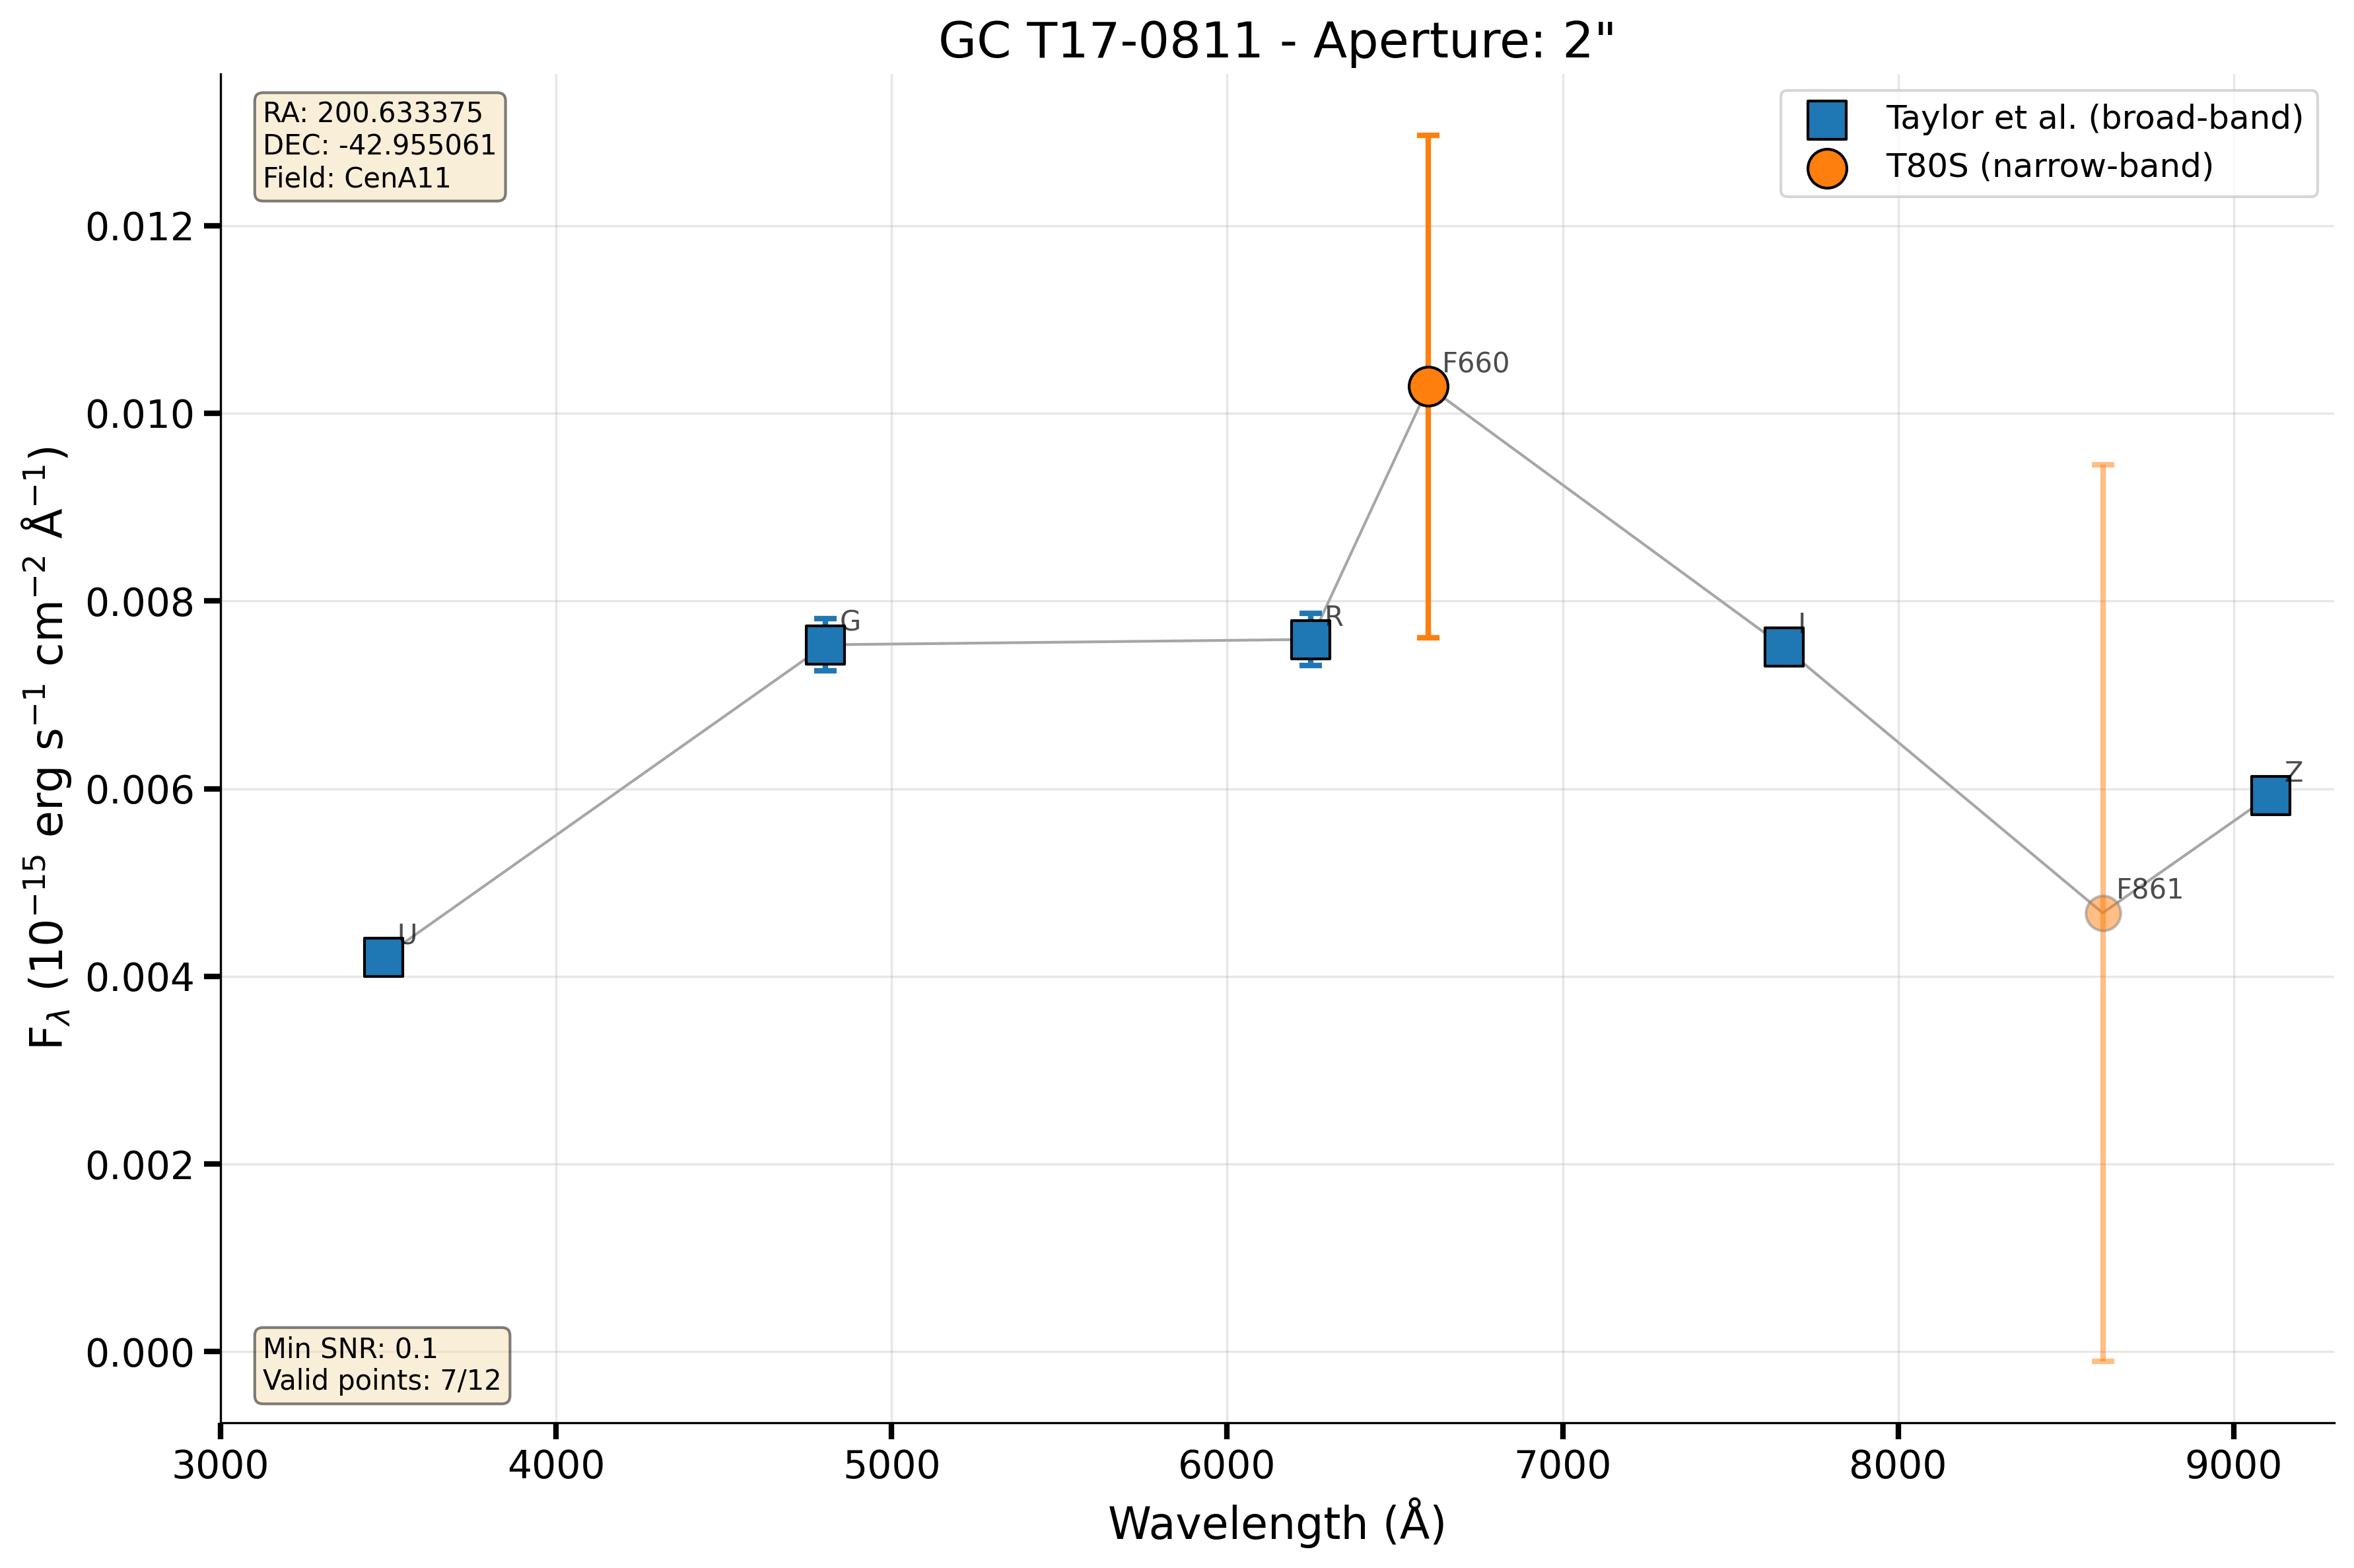 GC T17-0811 - Aperture: 2"
RA: 200.633375
DEC: -42.955061
Field: CenA11
Taylor et al. (broad-band)
T80S (narrow-band)
F660
G
R
I
Z
F861
U
0.012
0.010
0.008
0.006
0.004
0.002
0.000
F_λ (10⁻¹⁵ erg s⁻¹ cm⁻² Å⁻¹)
Min SNR: 0.1
Valid points: 7/12
3000 4000 5000 6000 7000 8000 9000
Wavelength (Å)